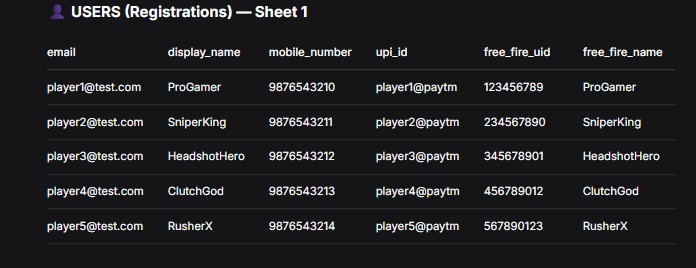 USERS (Registrations) — Sheet 1
email display_name mobile_number upi_id free_fire_uid free_fire_name
player1@test.com ProGamer 9876543210 player1@paytm 123456789 ProGamer
player2@test.com SniperKing 9876543211 player2@paytm 234567890 SniperKing
player3@test.com HeadshotHero 9876543212 player3@paytm 345678901 HeadshotHero
player4@test.com ClutchGod 9876543213 player4@paytm 456789012 ClutchGod
player5@test.com RusherX 9876543214 player5@paytm 567890123 RusherX